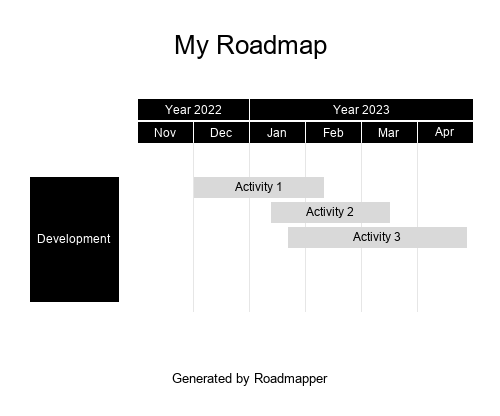 My Roadmap
Year 2022 Year 2023
Nov Dec Jan Feb Mar Apr
Activity 1
Activity 2
Development
Activity 3
Generated by Roadmapper